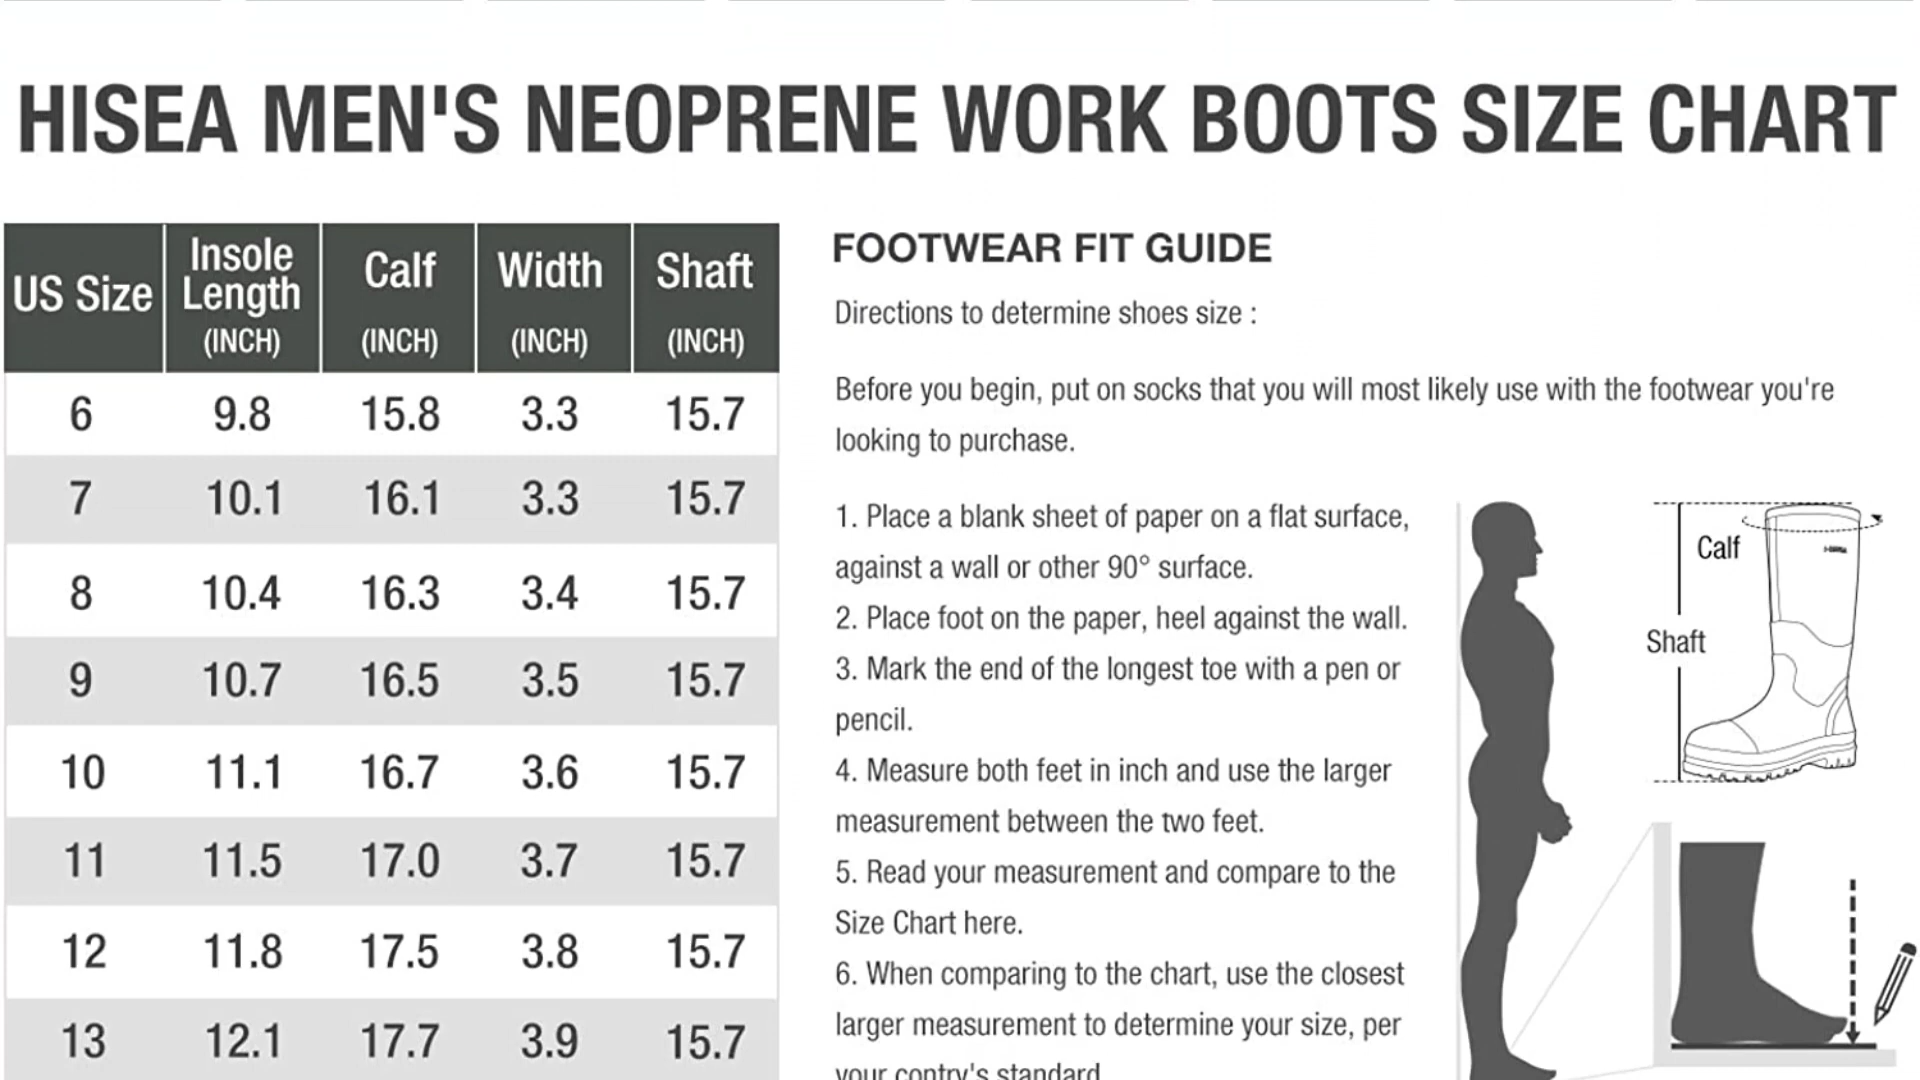 HISEA MEN'S NEOPRENE WORK BOOTS SIZE CHART
US Size Insole Length (INCH) Calf (INCH) Width (INCH) Shaft (INCH)
6 9.8 15.8 3.3 15.7
7 10.1 16.1 3.3 15.7
8 10.4 16.3 3.4 15.7
9 10.7 16.5 3.5 15.7
10 11.1 16.7 3.6 15.7
11 11.5 17.0 3.7 15.7
12 11.8 17.5 3.8 15.7
13 12.1 17.7 3.9 15.7
FOOTWEAR FIT GUIDE
Directions to determine shoes size :
Before you begin, put on socks that you will most likely use with the footwear you're
looking to purchase.
1. Place a blank sheet of paper on a flat surface,
against a wall or other 90° surface.
2. Place foot on the paper, heel against the wall.
3. Mark the end of the longest toe with a pen or
pencil.
4. Measure both feet in inch and use the larger
measurement between the two feet.
5. Read your measurement and compare to the
Size Chart here.
6. When comparing to the chart, use the closest
larger measurement to determine your size, per
your contry's standard
Calf
Shaft